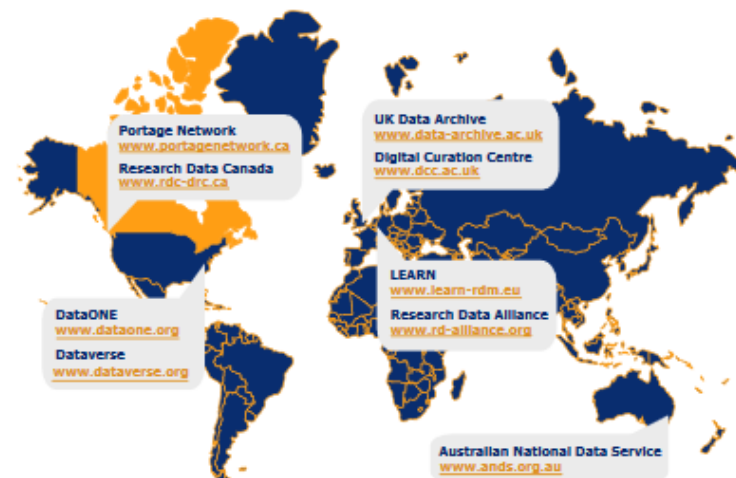 Portage Network
www.portagenetwork.ca
Research Data Canada
www.rdc-drc.ca
UK Data Archive
www.data-archive.ac.uk
Digital Curation Centre
www.dcc.ac.uk
DataONE
www.dataone.org
Dataverse
www.dataverse.org
LEARN
www.learn-rdm.eu
Research Data Alliance
www.rd-alliance.org
Australian National Data Service
www.ands.org.au